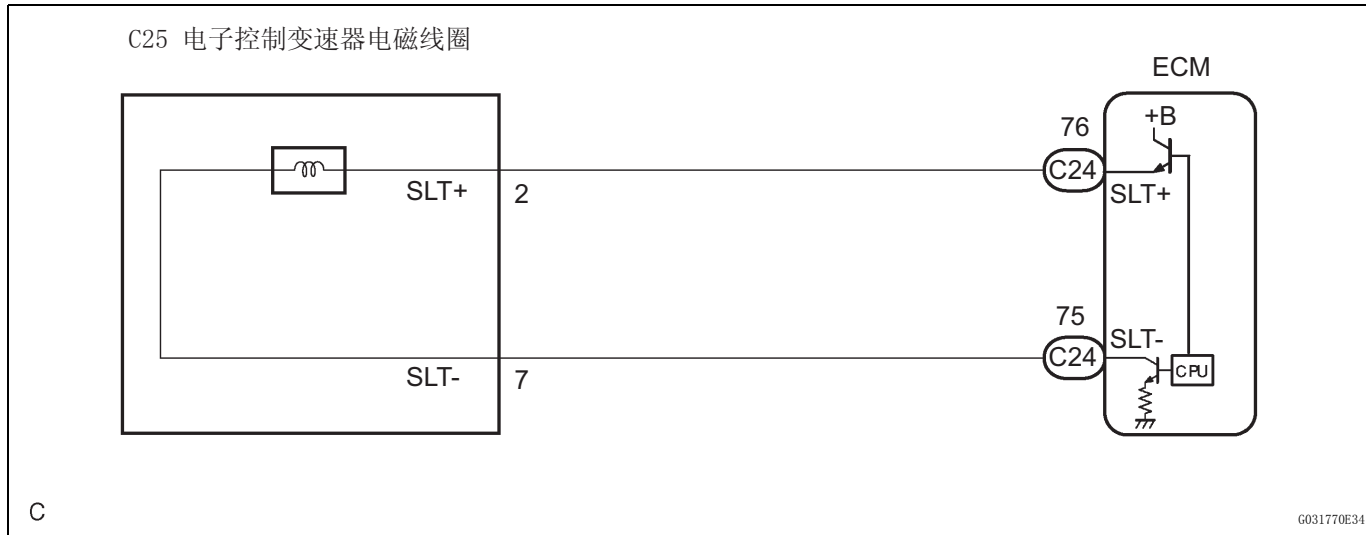 C25 电子控制变速器电磁线圈
ECM
76
+B
C24
SLT+
2
SLT+
75
SLT-
C24
CPU
SLT-
7
C
G031770E34